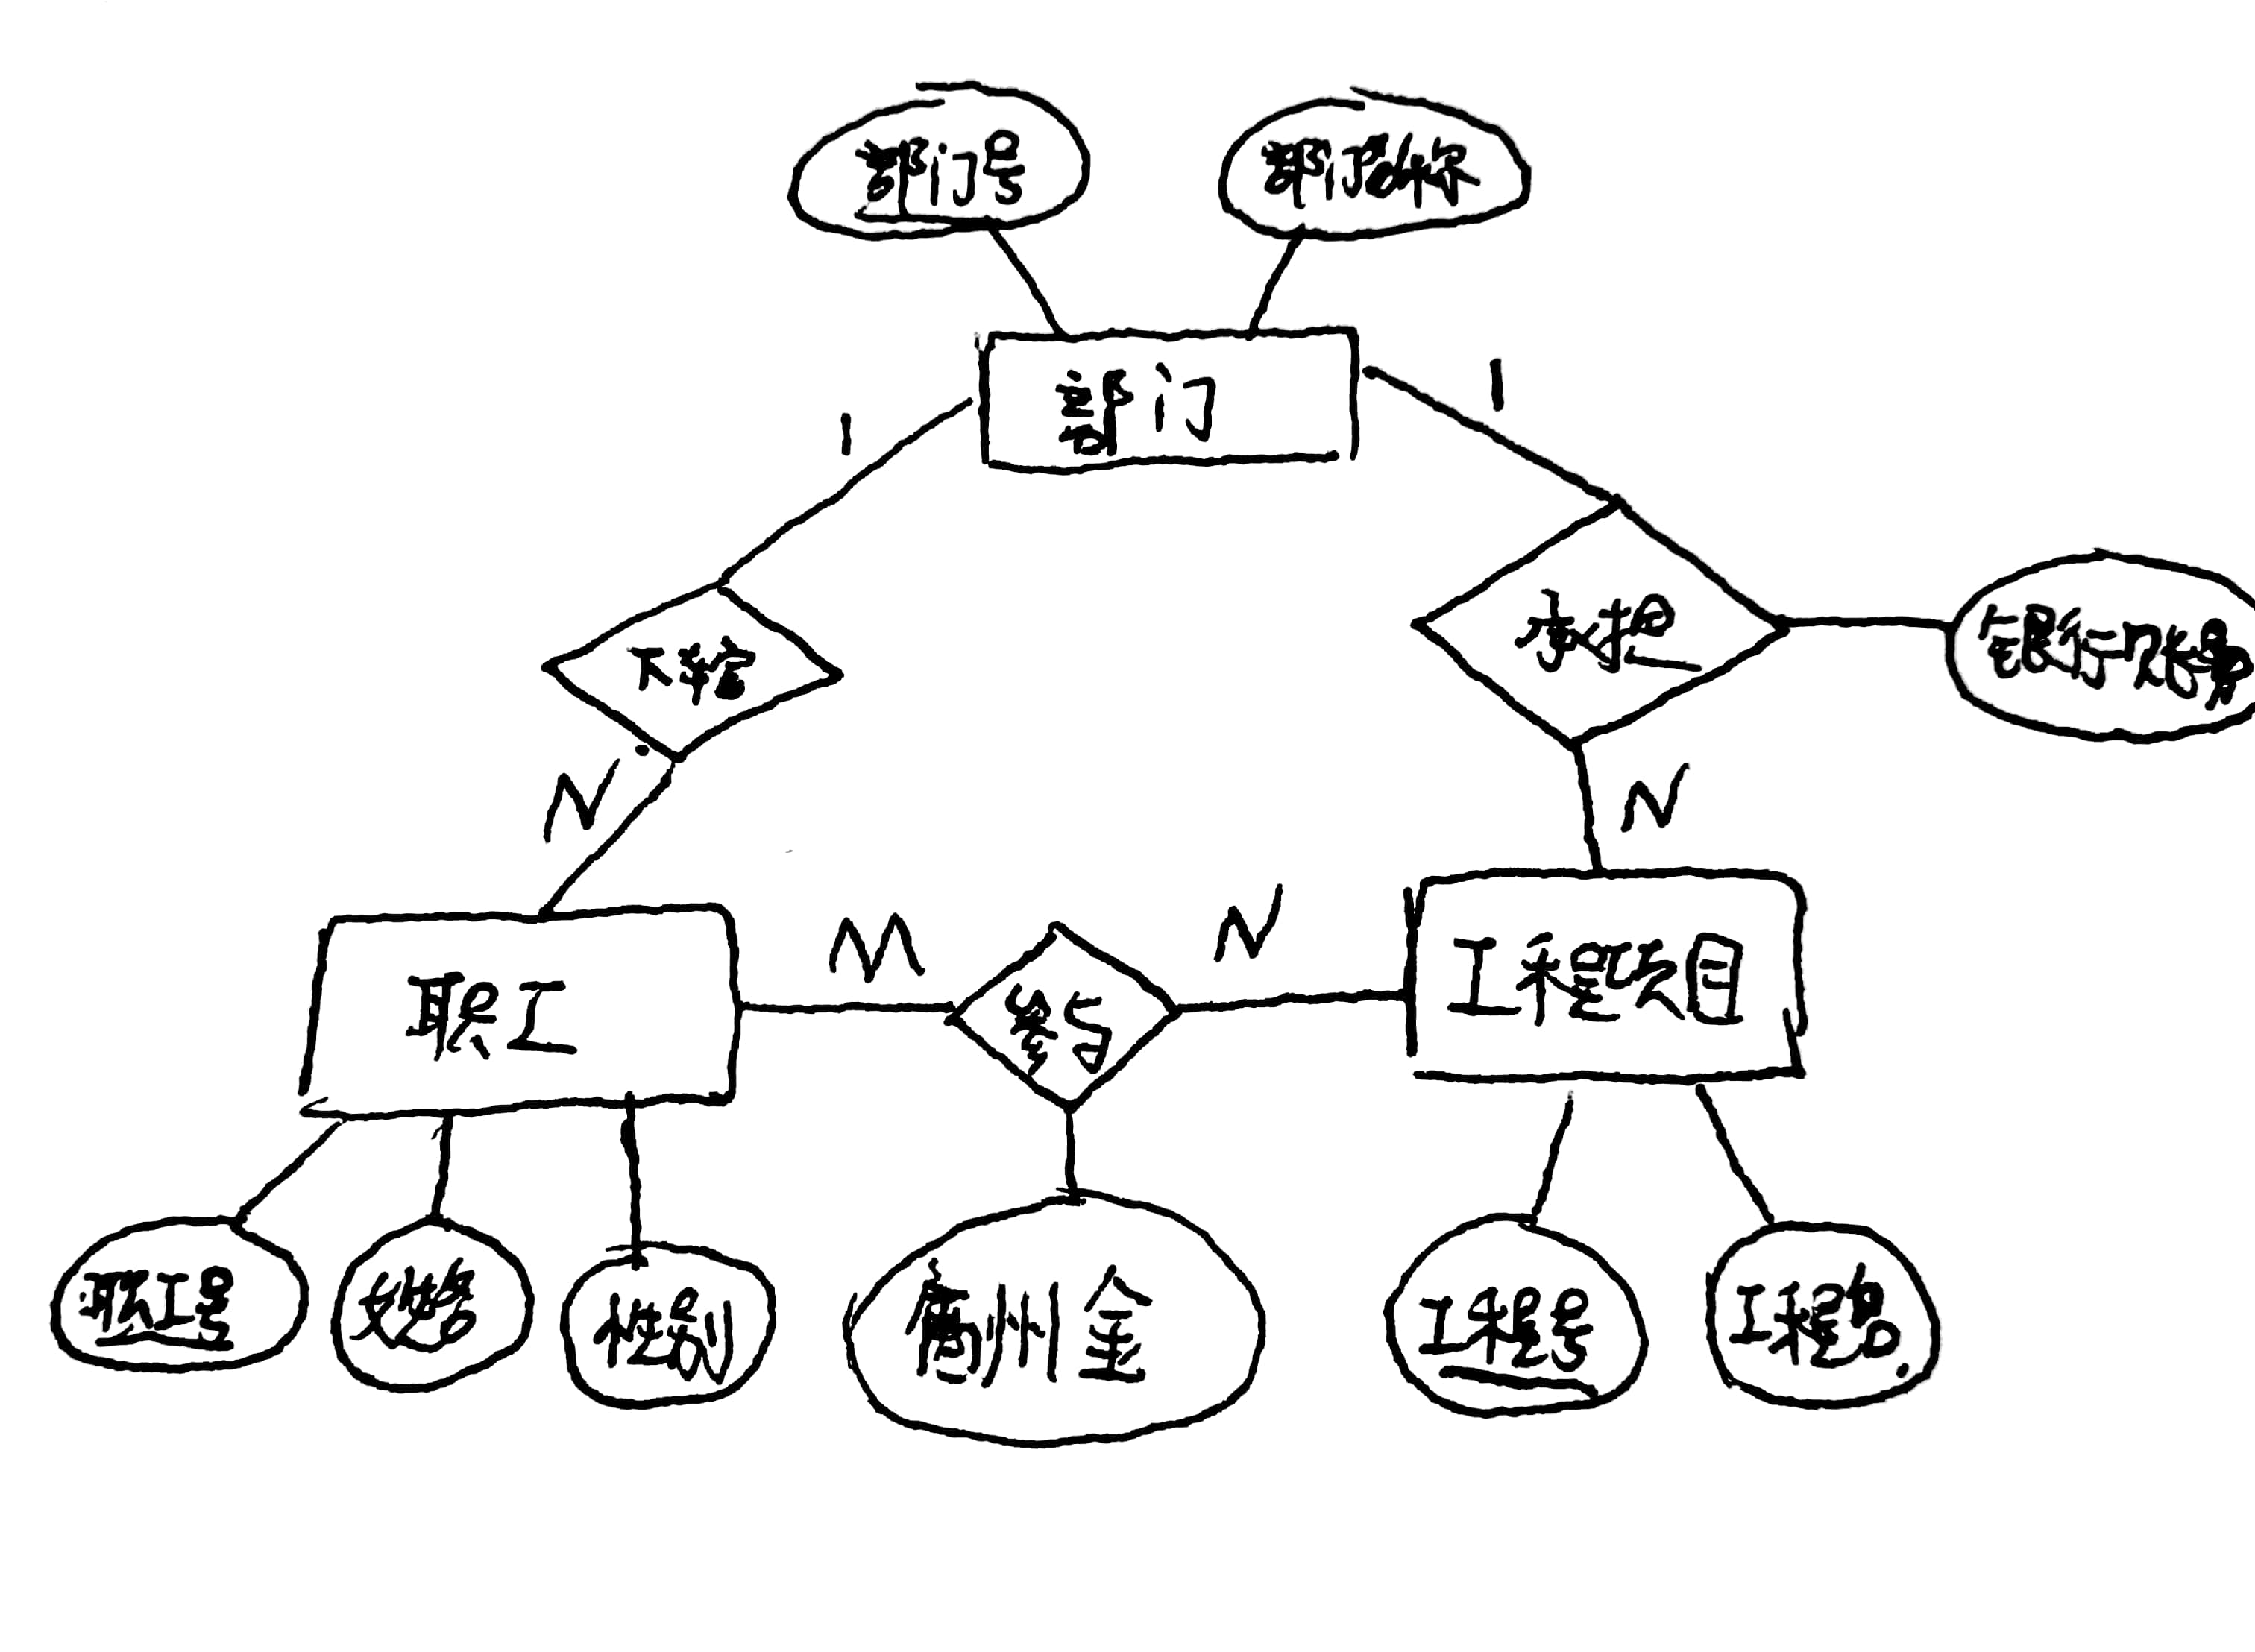 部门号
部门名称
部门
1
1
下辖
承担
银行账号
N
N
职工
M
参与
N
工程项目
职工号
姓名
性别
酬金
工程号
工程名